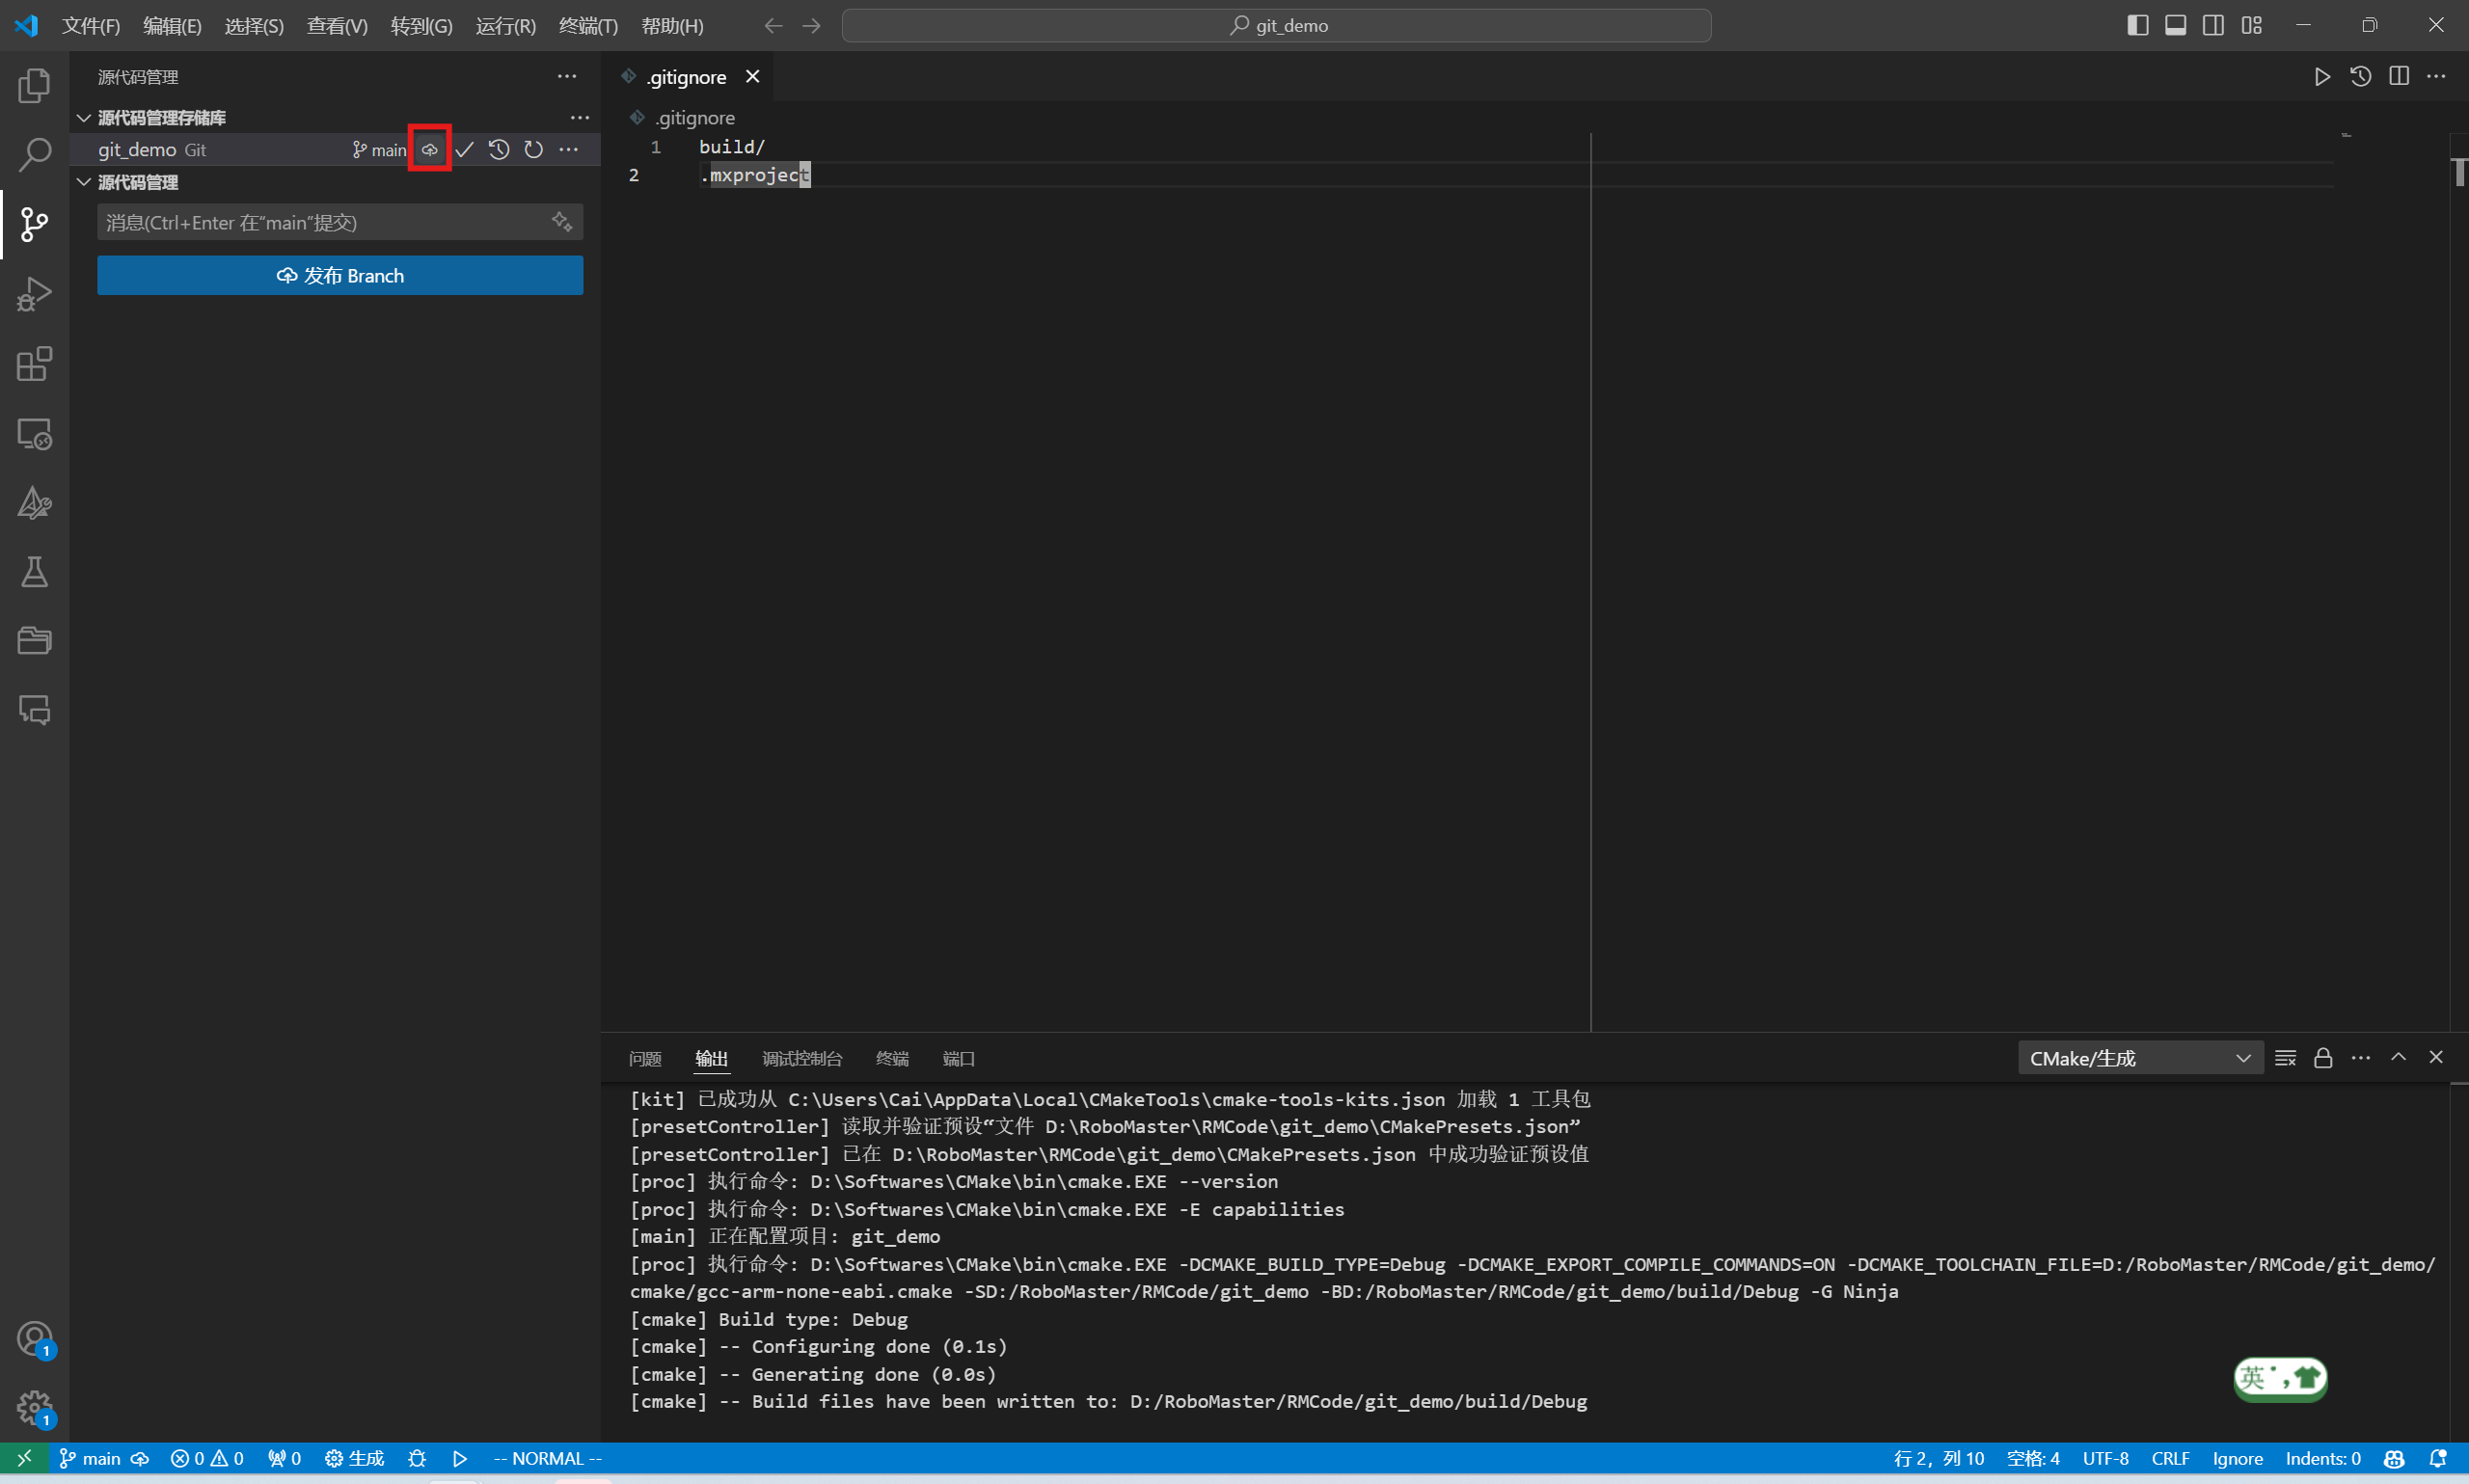 文件(F) 编辑(E) 选择(S) 查看(V) 转到(G) 运行(R) 终端(T) 帮助(H) git_demo
源代码管理
源代码管理存储库
git_demo Git main
源代码管理
消息(Ctrl+Enter 在“main”提交)
发布 Branch
.gitignore
.gitignore
1 build/
2 .mxproject
问题 输出 调试控制台 终端 端口 CMake/生成
[kit] 已成功从 C:\Users\Cai\AppData\Local\CMakeTools\cmake-tools-kits.json 加载 1 工具包
[presetController] 读取并验证预设“文件 D:\RoboMaster\RMCode\git_demo\CMakePresets.json”
[presetController] 已在 D:\RoboMaster\RMCode\git_demo\CMakePresets.json 中成功验证预设值
[proc] 执行命令: D:\Softwares\CMake\bin\cmake.EXE --version
[proc] 执行命令: D:\Softwares\CMake\bin\cmake.EXE -E capabilities
[main] 正在配置项目: git_demo
[proc] 执行命令: D:\Softwares\CMake\bin\cmake.EXE -DCMAKE_BUILD_TYPE=Debug -DCMAKE_EXPORT_COMPILE_COMMANDS=ON -DCMAKE_TOOLCHAIN_FILE=D:/RoboMaster/RMCode/git_demo/
cmake/gcc-arm-none-eabi.cmake -SD:/RoboMaster/RMCode/git_demo -BD:/RoboMaster/RMCode/git_demo/build/Debug -G Ninja
[cmake] Build type: Debug
[cmake] -- Configuring done (0.1s)
[cmake] -- Generating done (0.0s)
[cmake] -- Build files have been written to: D:/RoboMaster/RMCode/git_demo/build/Debug
1
1
英 ,
main 0 0 0 生成 -- NORMAL -- 行 2，列 10 空格: 4 UTF-8 CRLF Ignore Indents: 0